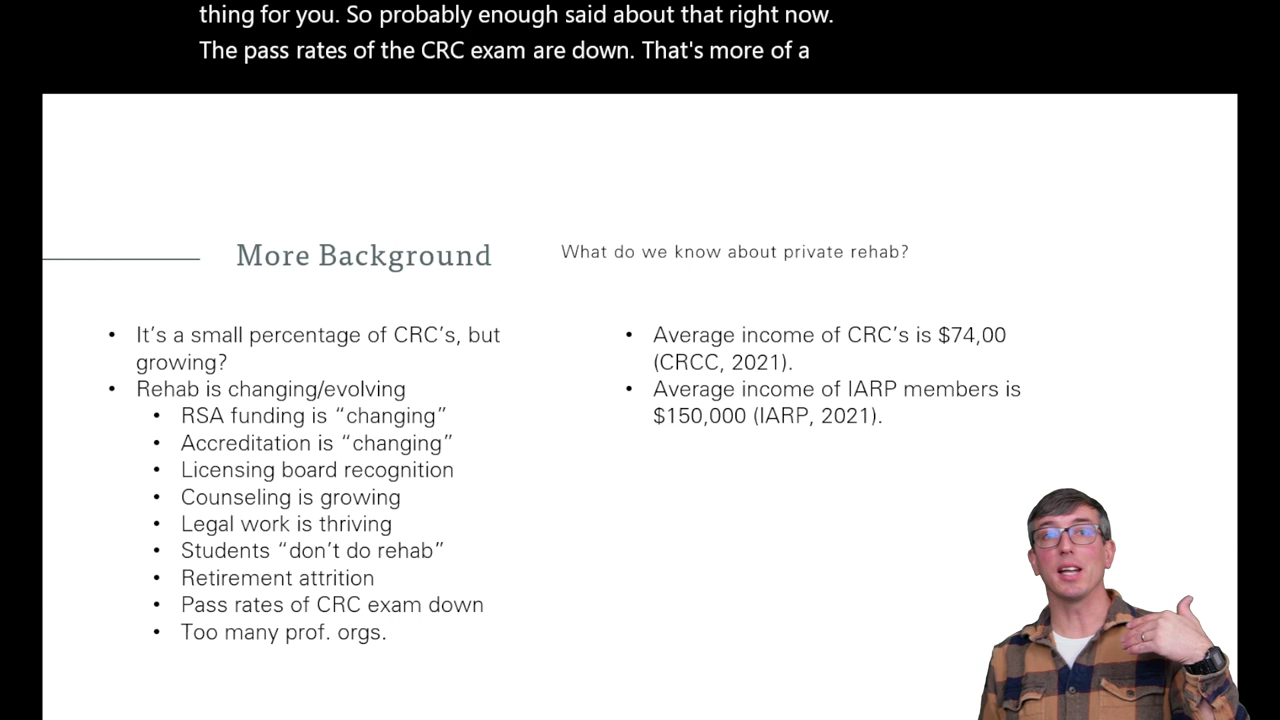 thing for you. So probably enough said about that right now.
The pass rates of the CRC exam are down. That's more of a
More Background
What do we know about private rehab?
• It’s a small percentage of CRC’s, but
growing?
• Rehab is changing/evolving
• RSA funding is “changing”
• Accreditation is “changing”
• Licensing board recognition
• Counseling is growing
• Legal work is thriving
• Students “don’t do rehab”
• Retirement attrition
• Pass rates of CRC exam down
• Too many prof. orgs.
• Average income of CRC’s is $74,00
(CRCC, 2021).
• Average income of IARP members is
$150,000 (IARP, 2021).